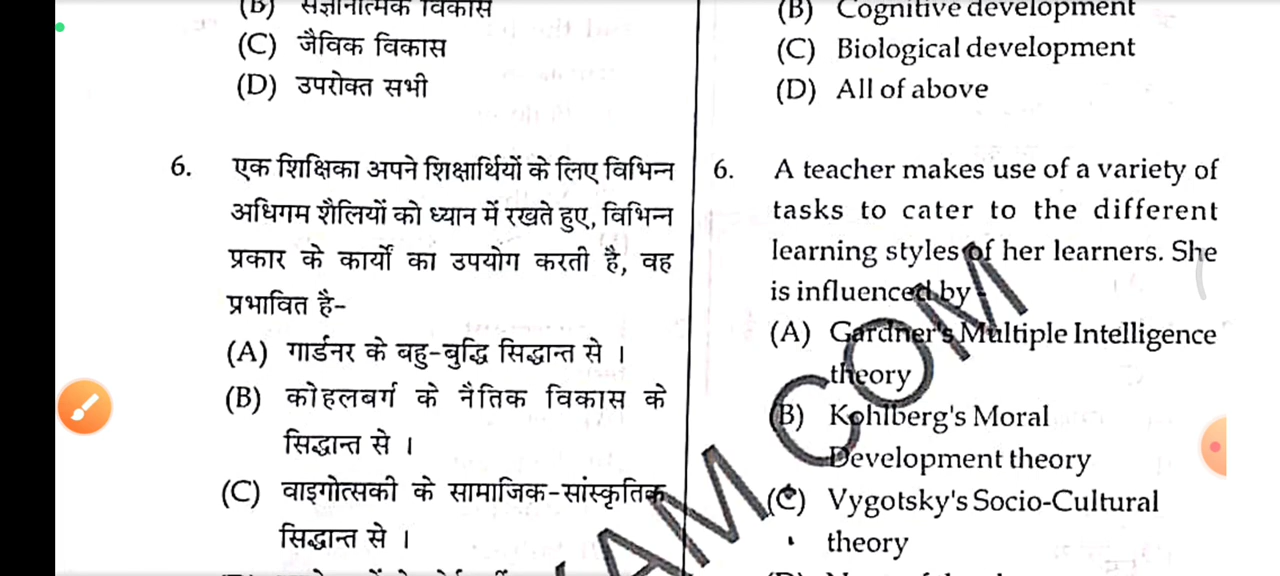 (B) संज्ञानात्मक विकास
(C) जैविक विकास
(D) उपरोक्त सभी
6. एक शिक्षिका अपने शिक्षार्थियों के लिए विभिन्न
अधिगम शैलियों को ध्यान में रखते हुए, विभिन्न
प्रकार के कार्यों का उपयोग करती है, वह
प्रभावित है-
(A) गार्डनर के बहु-बुद्धि सिद्धान्त से ।
(B) कोहलबर्ग के नैतिक विकास के
सिद्धान्त से ।
(C) वाइगोत्सकी के सामाजिक-सांस्कृतिक
सिद्धान्त से ।
(B) Cognitive development
(C) Biological development
(D) All of above
6. A teacher makes use of a variety of
tasks to cater to the different
learning styles of her learners. She
is influenced by-
(A) Gardner's Multiple Intelligence
theory
(B) Kohlberg's Moral
Development theory
(C) Vygotsky's Socio-Cultural
theory
AM COM